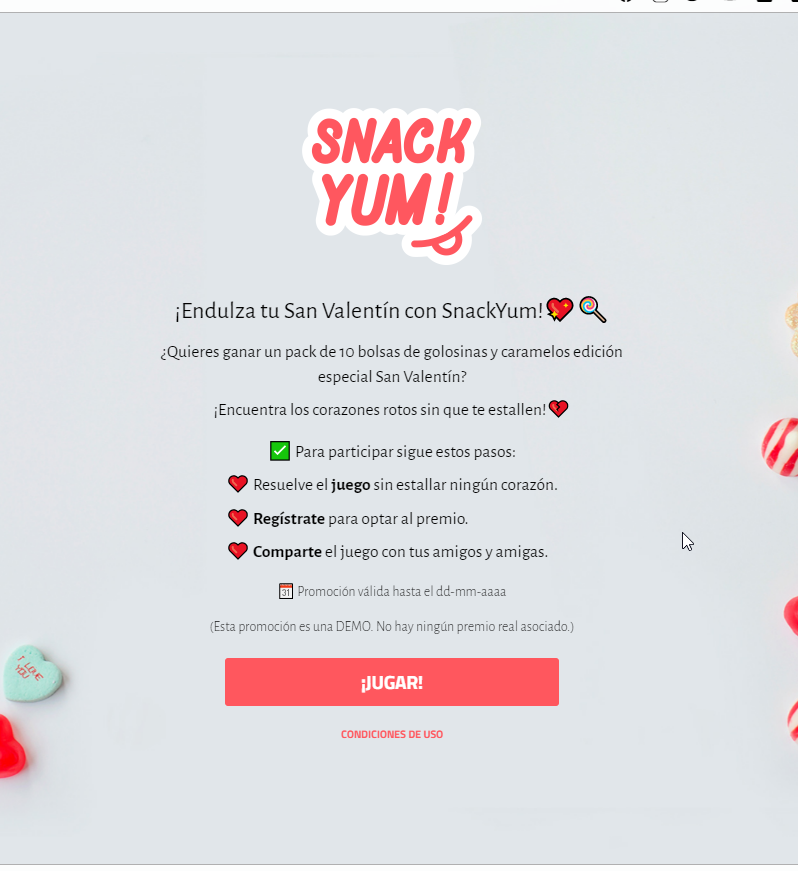 SNACK
YUM!
¡Endulza tu San Valentín con SnackYum!💖🍭
¿Quieres ganar un pack de 10 bolsas de golosinas y caramelos edición
especial San Valentín?
¡Encuentra los corazones rotos sin que te estallen!💔
✅ Para participar sigue estos pasos:
❤️ Resuelve el juego sin estallar ningún corazón.
❤️ Regístrate para optar al premio.
❤️ Comparte el juego con tus amigos y amigas.
📅 Promoción válida hasta el dd-mm-aaaa
(Esta promoción es una DEMO. No hay ningún premio real asociado.)
I LOVE
YOU
¡JUGAR!
CONDICIONES DE USO